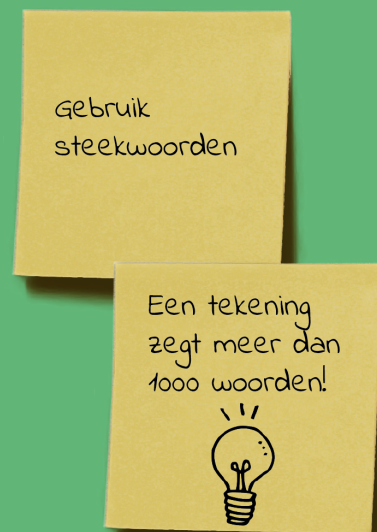 Gebruik
steekwoorden
Een tekening
zegt meer dan
1000 woorden!